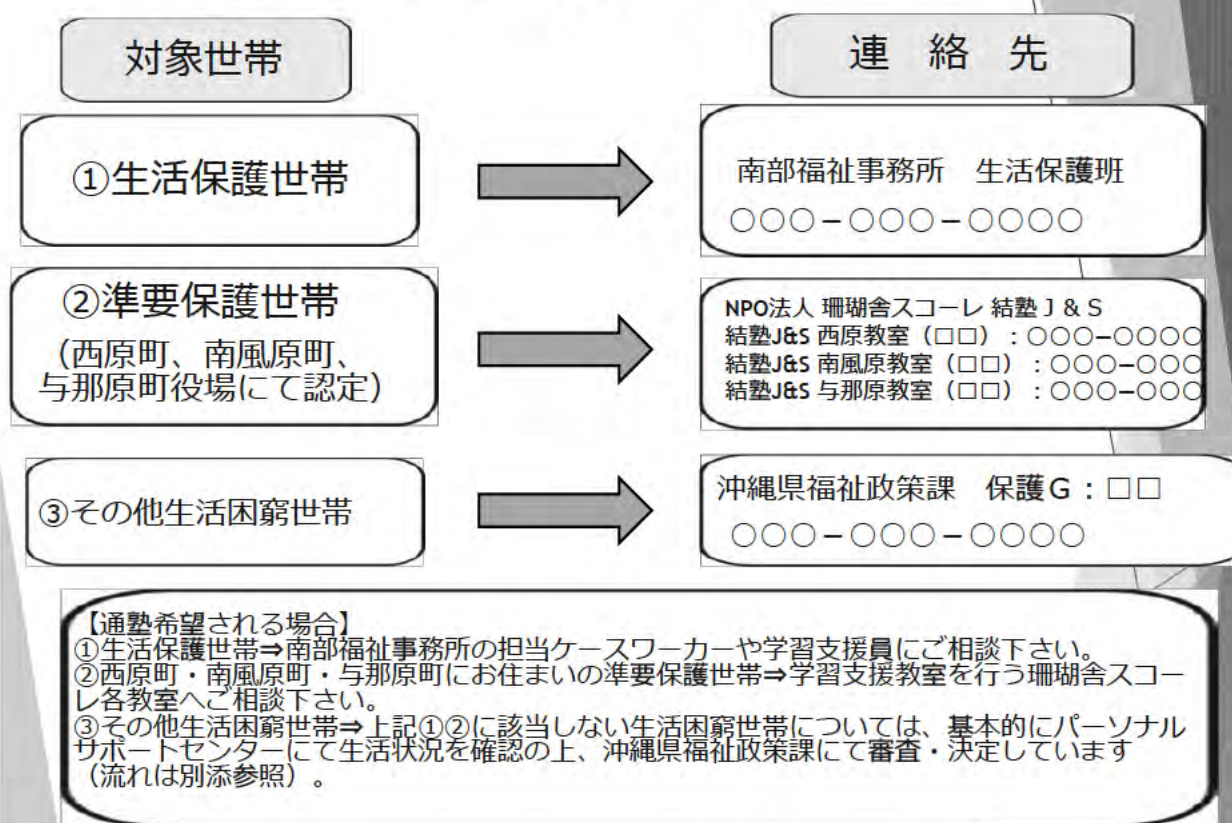 対象世帯
連 絡 先
①生活保護世帯
南部福祉事務所 生活保護班
○○○−○○○−○○○○
②準要保護世帯
(西原町、南風原町、
与那原町役場にて認定)
NPO法人 珊瑚舎スコーレ 結塾J&S
結塾J&S 西原教室(□□):○○○−○○○○
結塾J&S 南風原教室(□□):○○○−○○○
結塾J&S 与那原教室(□□):○○○−○○○
③その他生活困窮世帯
沖縄県福祉政策課 保護G:□□
○○○−○○○−○○○○
【通塾希望される場合】
①生活保護世帯⇒南部福祉事務所の担当ケースワーカーや学習支援員にご相談下さい。
②西原町・南風原町・与那原町にお住まいの準要保護世帯⇒学習支援教室を行う珊瑚舎スコー
レ各教室へご相談下さい。
③その他生活困窮世帯⇒上記①②に該当しない生活困窮世帯については、基本的にパーソナル
サポートセンターにて生活状況を確認の上、沖縄県福祉政策課にて審査・決定しています
(流れは別添参照)。